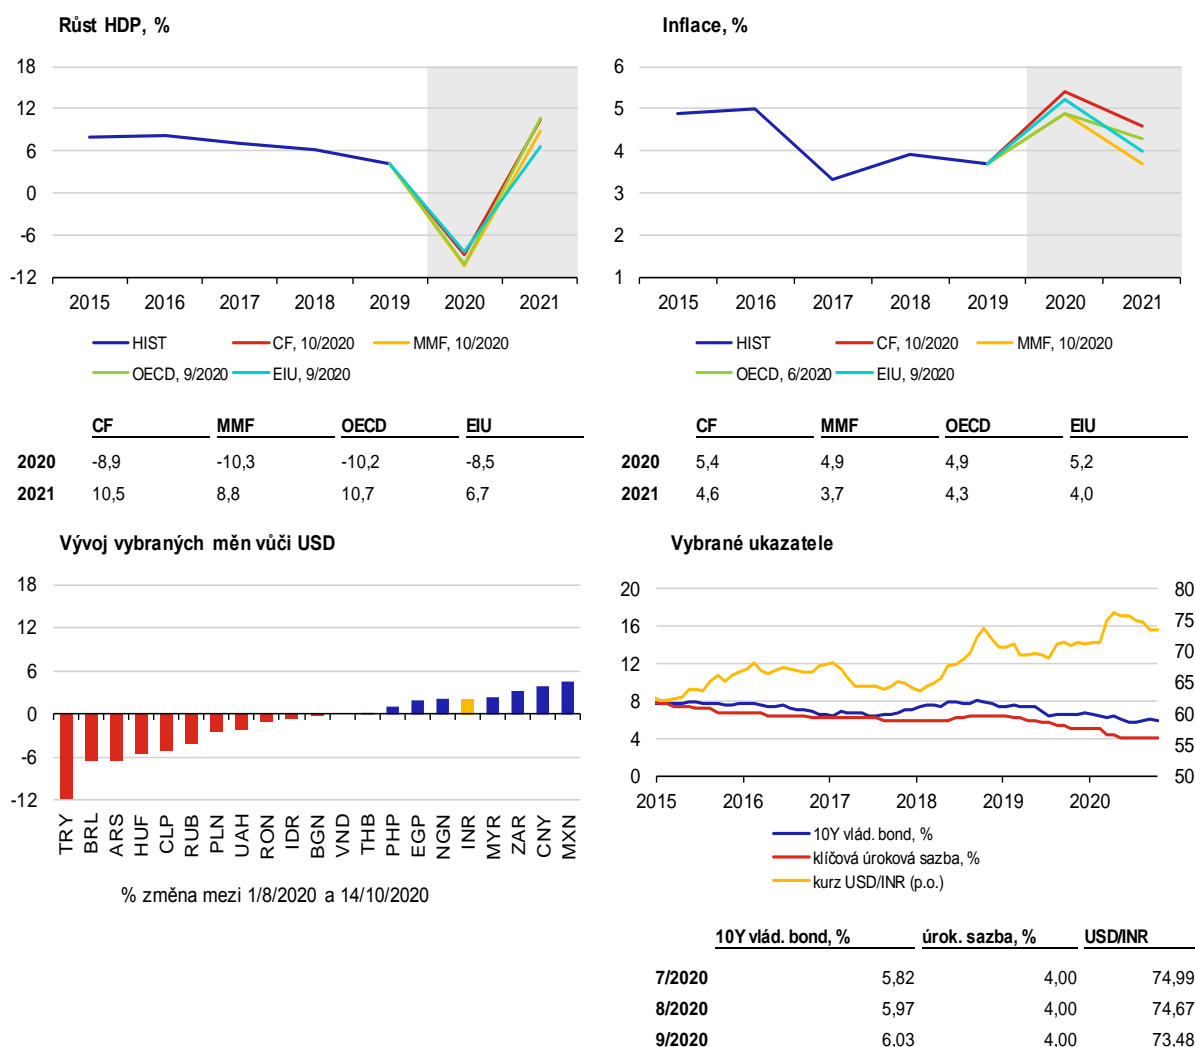 Růst HDP, %
18
12
6
0
-6
-12
2015 2016 2017 2018 2019 2020 2021
HIST CF, 10/2020 MMF, 10/2020
OECD, 9/2020 EIU, 9/2020
CF MMF OECD EIU
2020 -8,9 -10,3 -10,2 -8,5
2021 10,5 8,8 10,7 6,7
Inflace, %
6
5
4
3
2
1
2015 2016 2017 2018 2019 2020 2021
HIST CF, 10/2020 MMF, 10/2020
OECD, 6/2020 EIU, 9/2020
CF MMF OECD EIU
2020 5,4 4,9 4,9 5,2
2021 4,6 3,7 4,3 4,0
Vývoj vybraných měn vůči USD
18
12
6
0
-6
-12
TRY BRL ARS HUF CLP RUB PLN UAH RON IDR BGN VND THB PHP EGP NGN INR MYR ZAR CNY MXN
% změna mezi 1/8/2020 a 14/10/2020
Vybrané ukazatele
20 80
16 75
70
12
65
8
60
4
55
0 50
2015 2016 2017 2018 2019 2020
10Y vlád. bond, %
klíčová úroková sazba, %
kurz USD/INR (p.o.)
10Y vlád. bond, % úrok. sazba, % USD/INR
7/2020 5,82 4,00 74,99
8/2020 5,97 4,00 74,67
9/2020 6,03 4,00 73,48